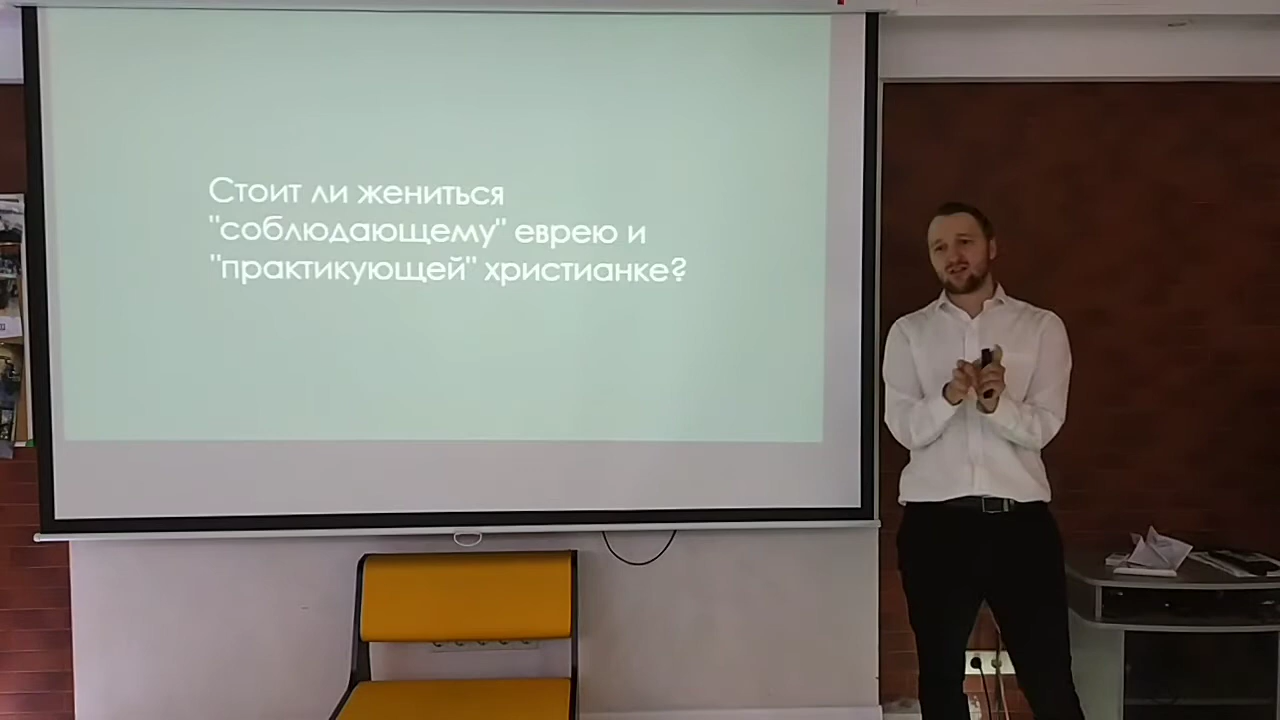 Стоит ли жениться
"соблюдающему" еврею и
"практикующей" христианке?